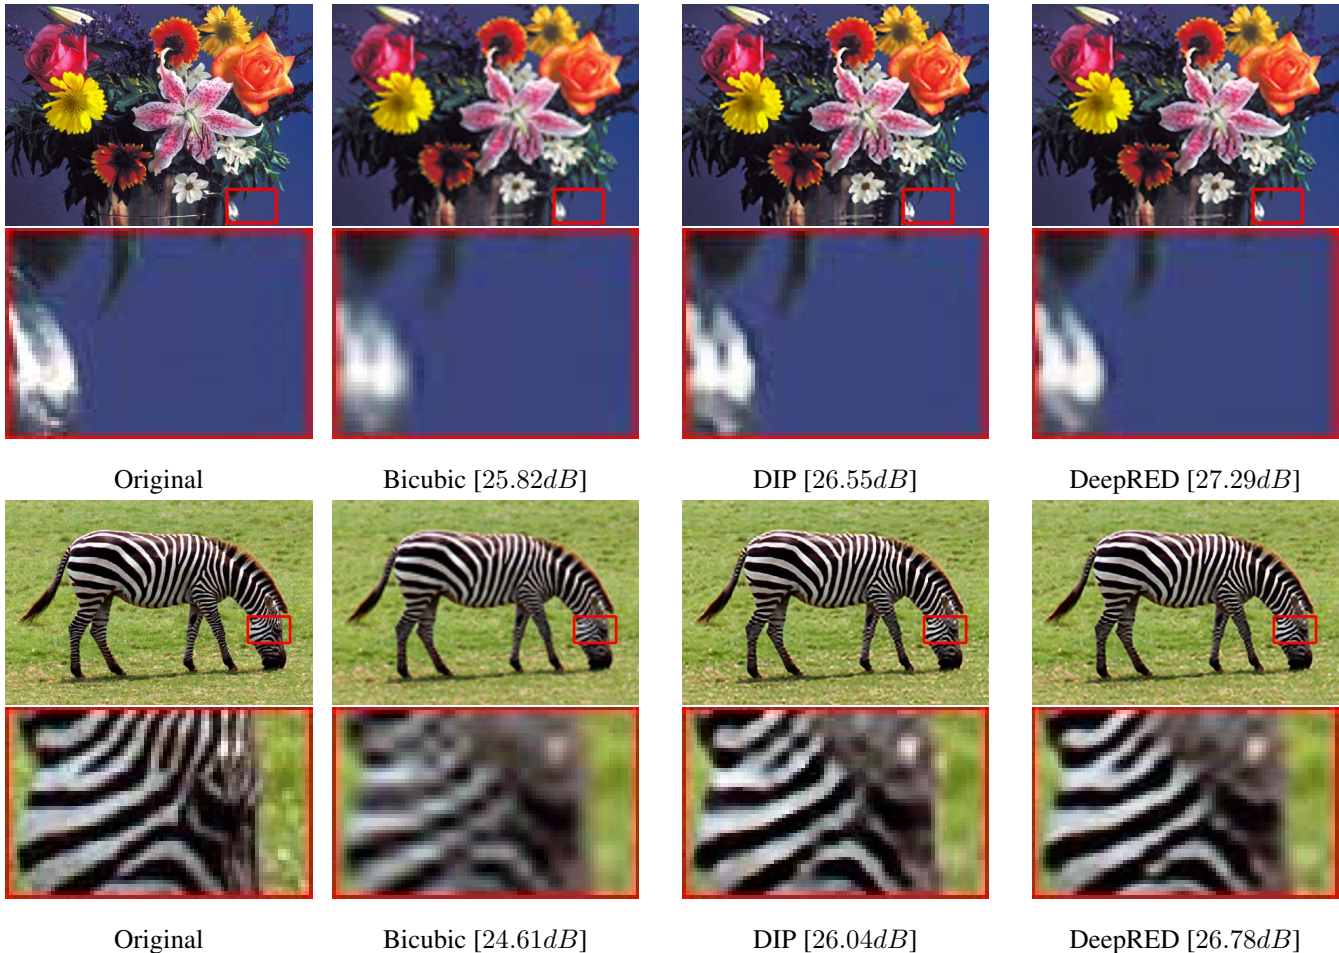 Original Bicubic [25.82dB] DIP [26.55dB] DeepRED [27.29dB]
Original Bicubic [24.61dB] DIP [26.04dB] DeepRED [26.78dB]